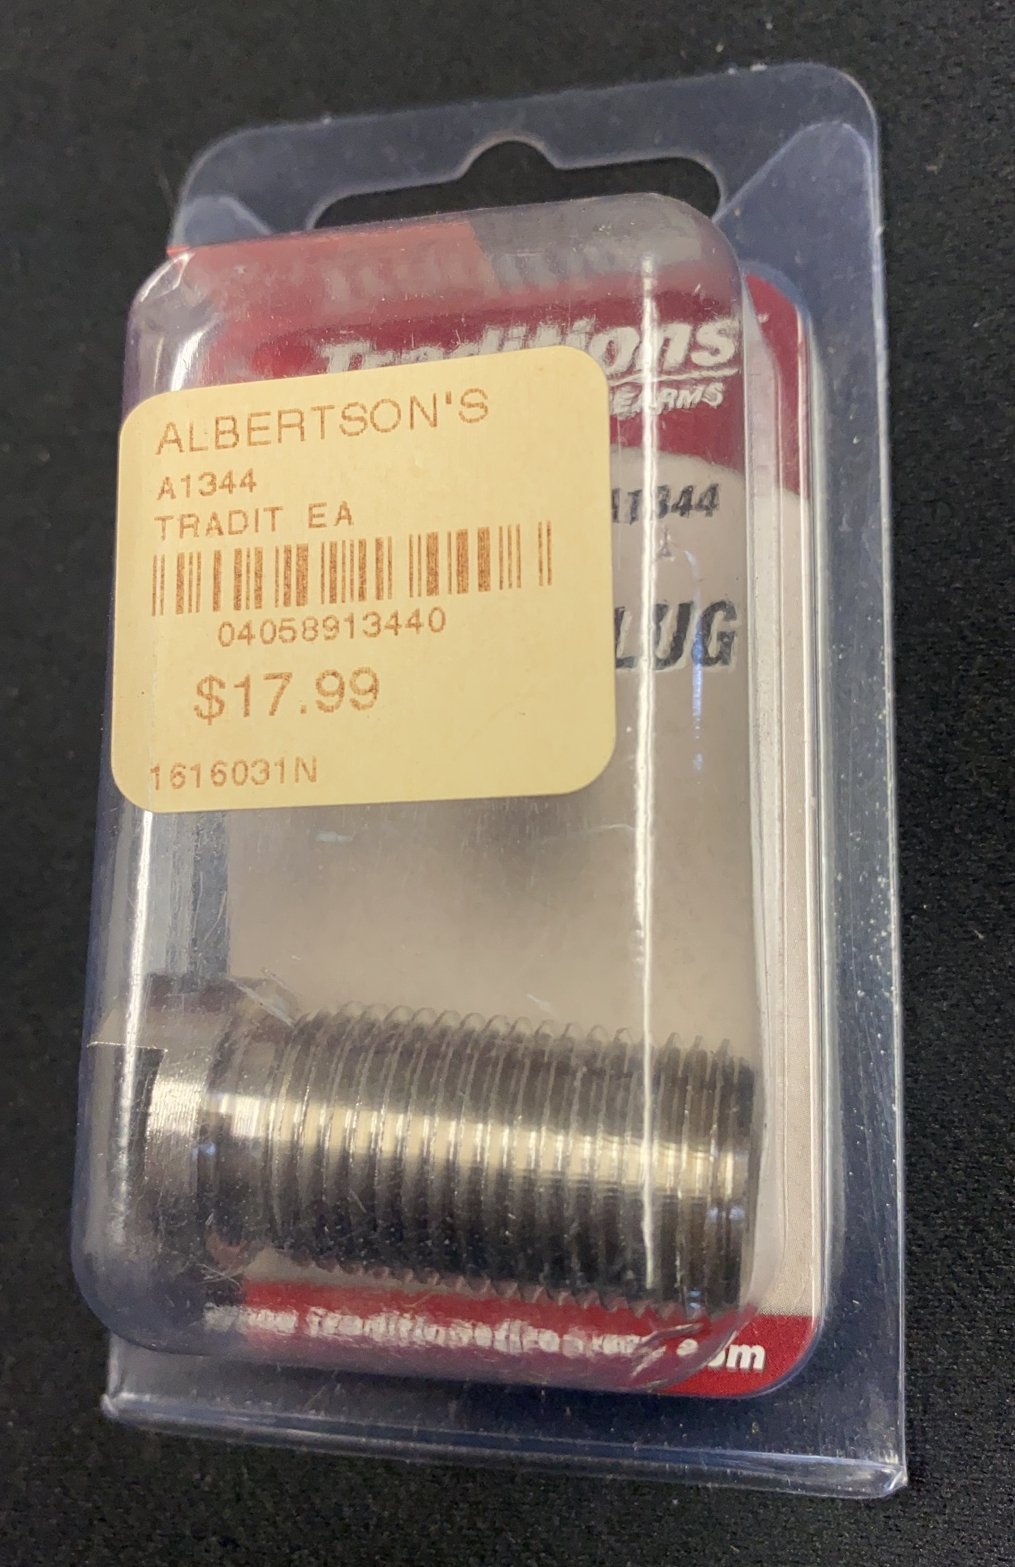 Traditions
ALBERTSON'S
A1344
TRADIT EA
04058913440
$17.99
1616031N
A1344
LUG